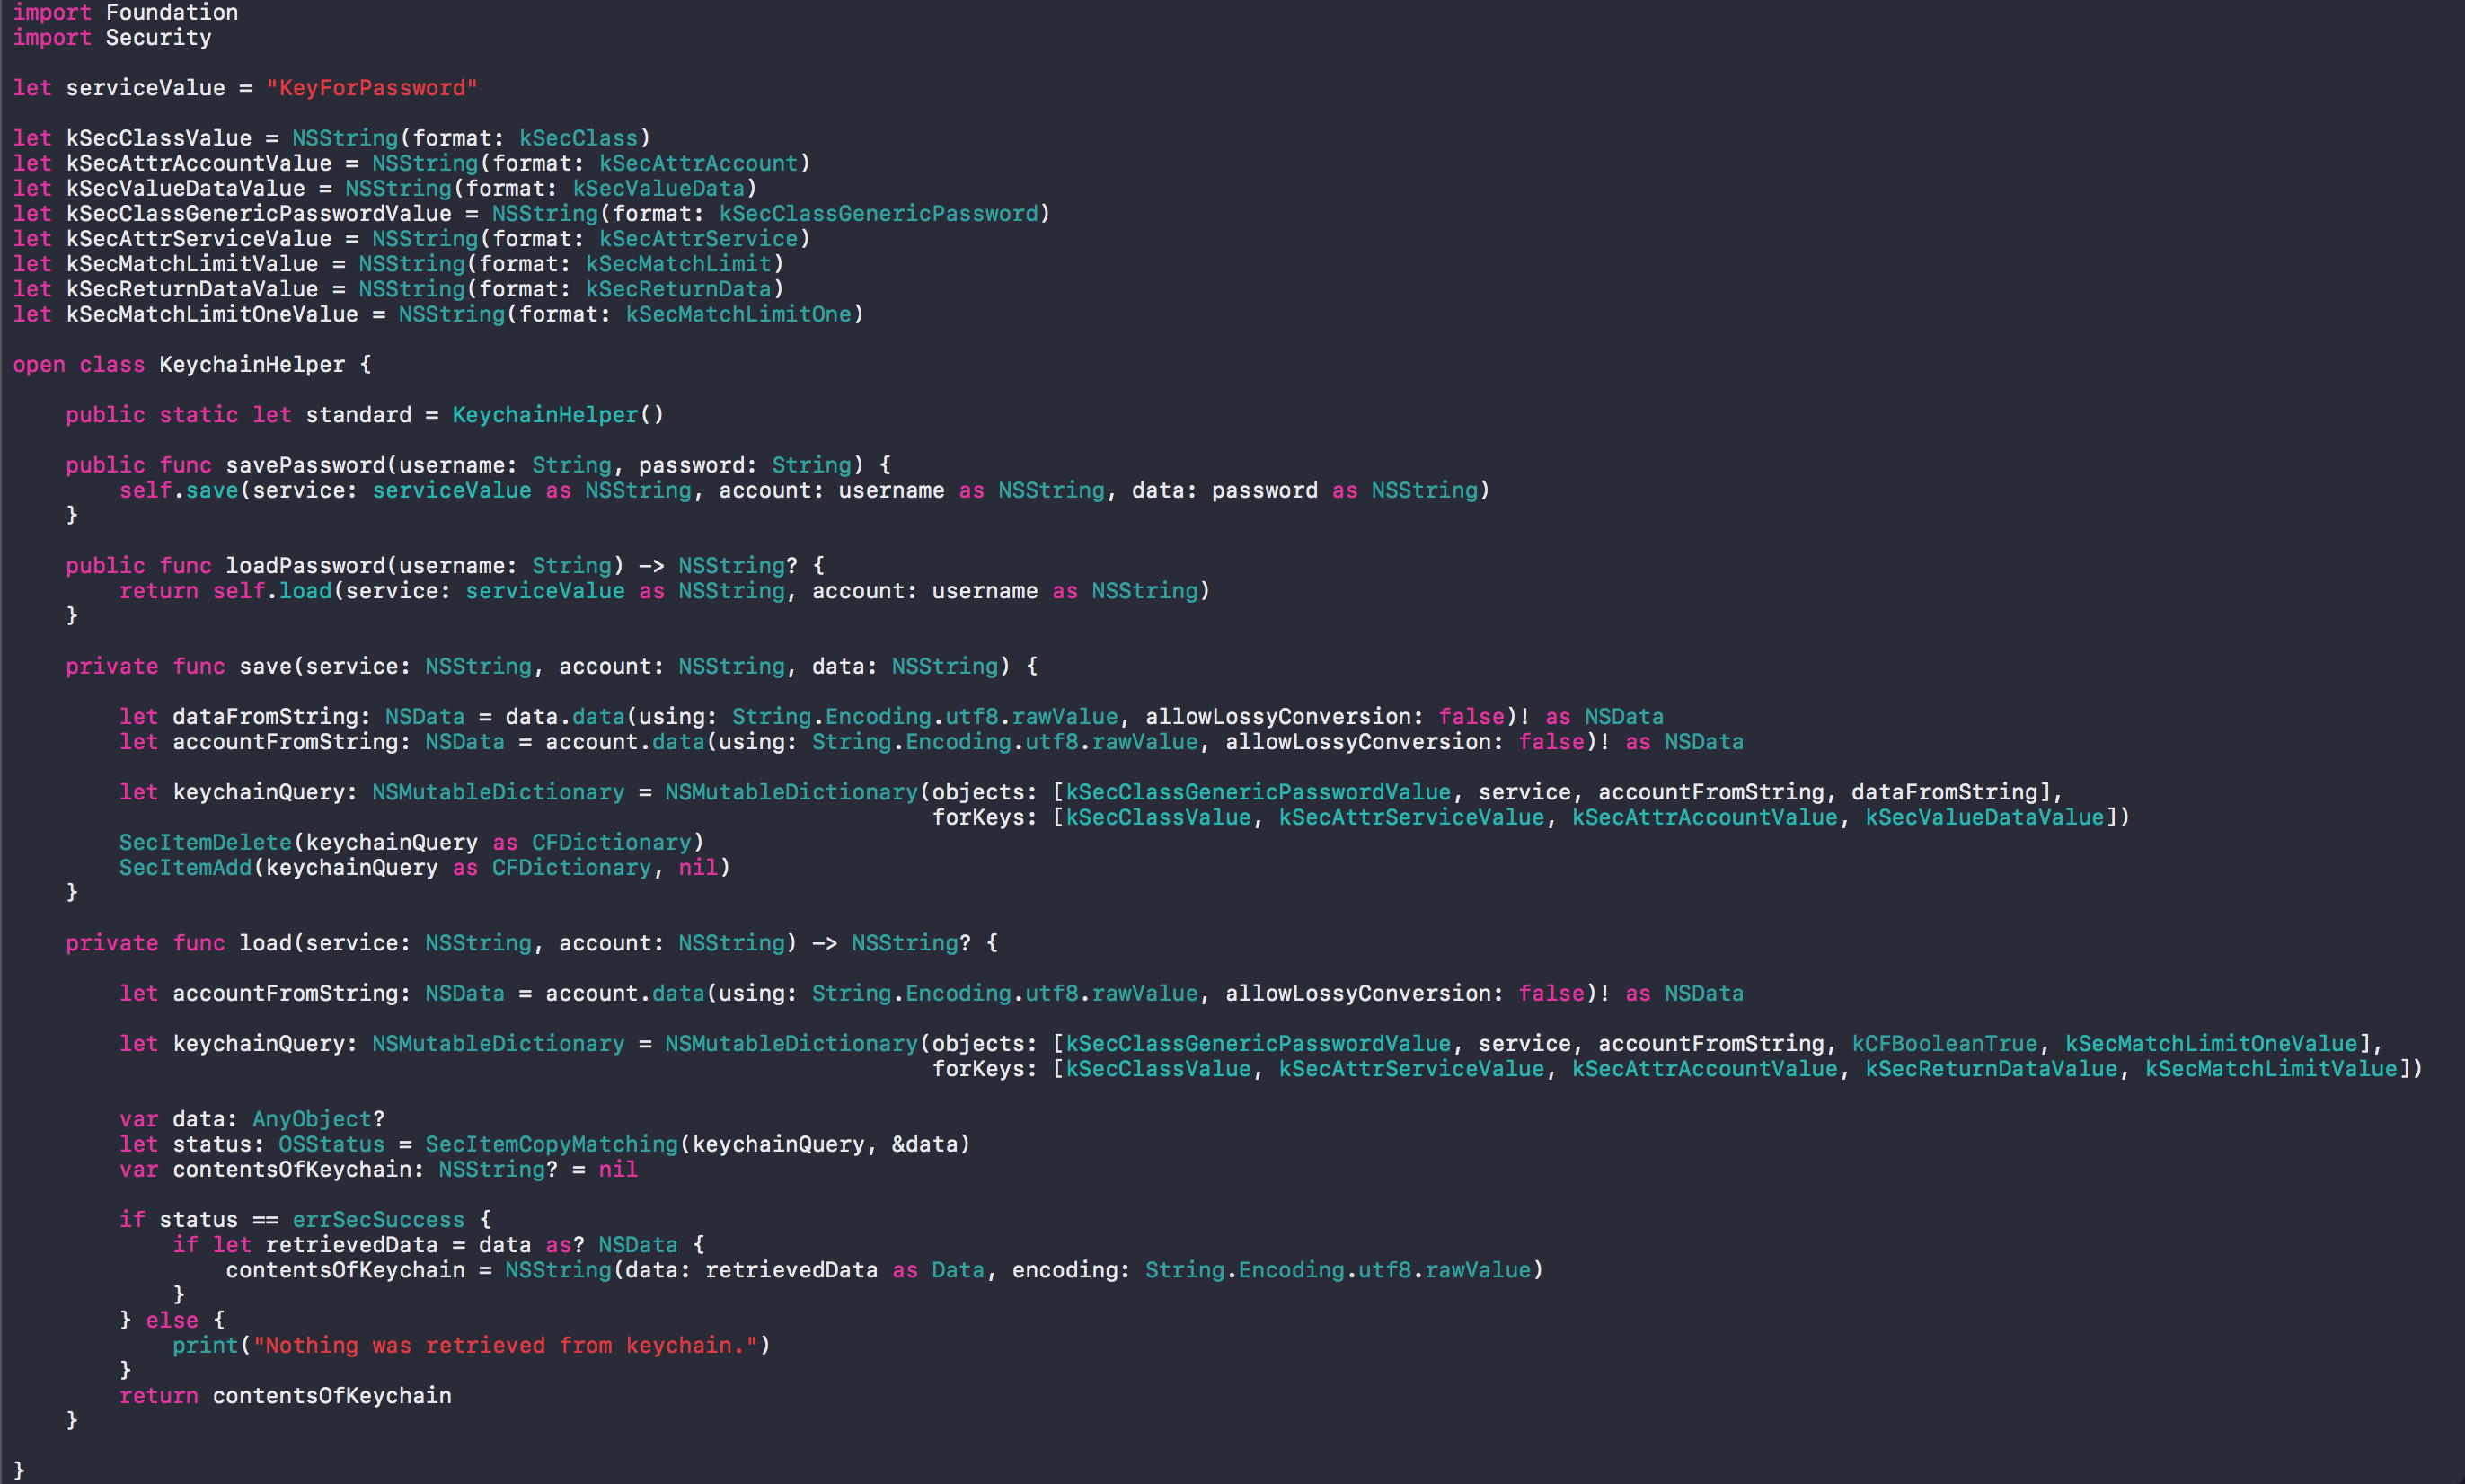 import Foundation
import Security
let serviceValue = "KeyForPassword"
let kSecClassValue = NSString(format: kSecClass)
let kSecAttrAccountValue = NSString(format: kSecAttrAccount)
let kSecValueDataValue = NSString(format: kSecValueData)
let kSecClassGenericPasswordValue = NSString(format: kSecClassGenericPassword)
let kSecAttrServiceValue = NSString(format: kSecAttrService)
let kSecMatchLimitValue = NSString(format: kSecMatchLimit)
let kSecReturnDataValue = NSString(format: kSecReturnData)
let kSecMatchLimitOneValue = NSString(format: kSecMatchLimitOne)
open class KeychainHelper {
    public static let standard = KeychainHelper()
    public func savePassword(username: String, password: String) {
        self.save(service: serviceValue as NSString, account: username as NSString, data: password as NSString)
    }
    public func loadPassword(username: String) -> NSString? {
        return self.load(service: serviceValue as NSString, account: username as NSString)
    }
    private func save(service: NSString, account: NSString, data: NSString) {
        let dataFromString: NSData = data.data(using: String.Encoding.utf8.rawValue, allowLossyConversion: false)! as NSData
        let accountFromString: NSData = account.data(using: String.Encoding.utf8.rawValue, allowLossyConversion: false)! as NSData
        let keychainQuery: NSMutableDictionary = NSMutableDictionary(objects: [kSecClassGenericPasswordValue, service, accountFromString, dataFromString],
                                                                     forKeys: [kSecClassValue, kSecAttrServiceValue, kSecAttrAccountValue, kSecValueDataValue])
        SecItemDelete(keychainQuery as CFDictionary)
        SecItemAdd(keychainQuery as CFDictionary, nil)
    }
    private func load(service: NSString, account: NSString) -> NSString? {
        let accountFromString: NSData = account.data(using: String.Encoding.utf8.rawValue, allowLossyConversion: false)! as NSData
        let keychainQuery: NSMutableDictionary = NSMutableDictionary(objects: [kSecClassGenericPasswordValue, service, accountFromString, kCFBooleanTrue, kSecMatchLimitOneValue],
                                                                     forKeys: [kSecClassValue, kSecAttrServiceValue, kSecAttrAccountValue, kSecReturnDataValue, kSecMatchLimitValue])
        var data: AnyObject?
        let status: OSStatus = SecItemCopyMatching(keychainQuery, &data)
        var contentsOfKeychain: NSString? = nil
        if status == errSecSuccess {
            if let retrievedData = data as? NSData {
                contentsOfKeychain = NSString(data: retrievedData as Data, encoding: String.Encoding.utf8.rawValue)
            }
        } else {
            print("Nothing was retrieved from keychain.")
        }
        return contentsOfKeychain
    }
}